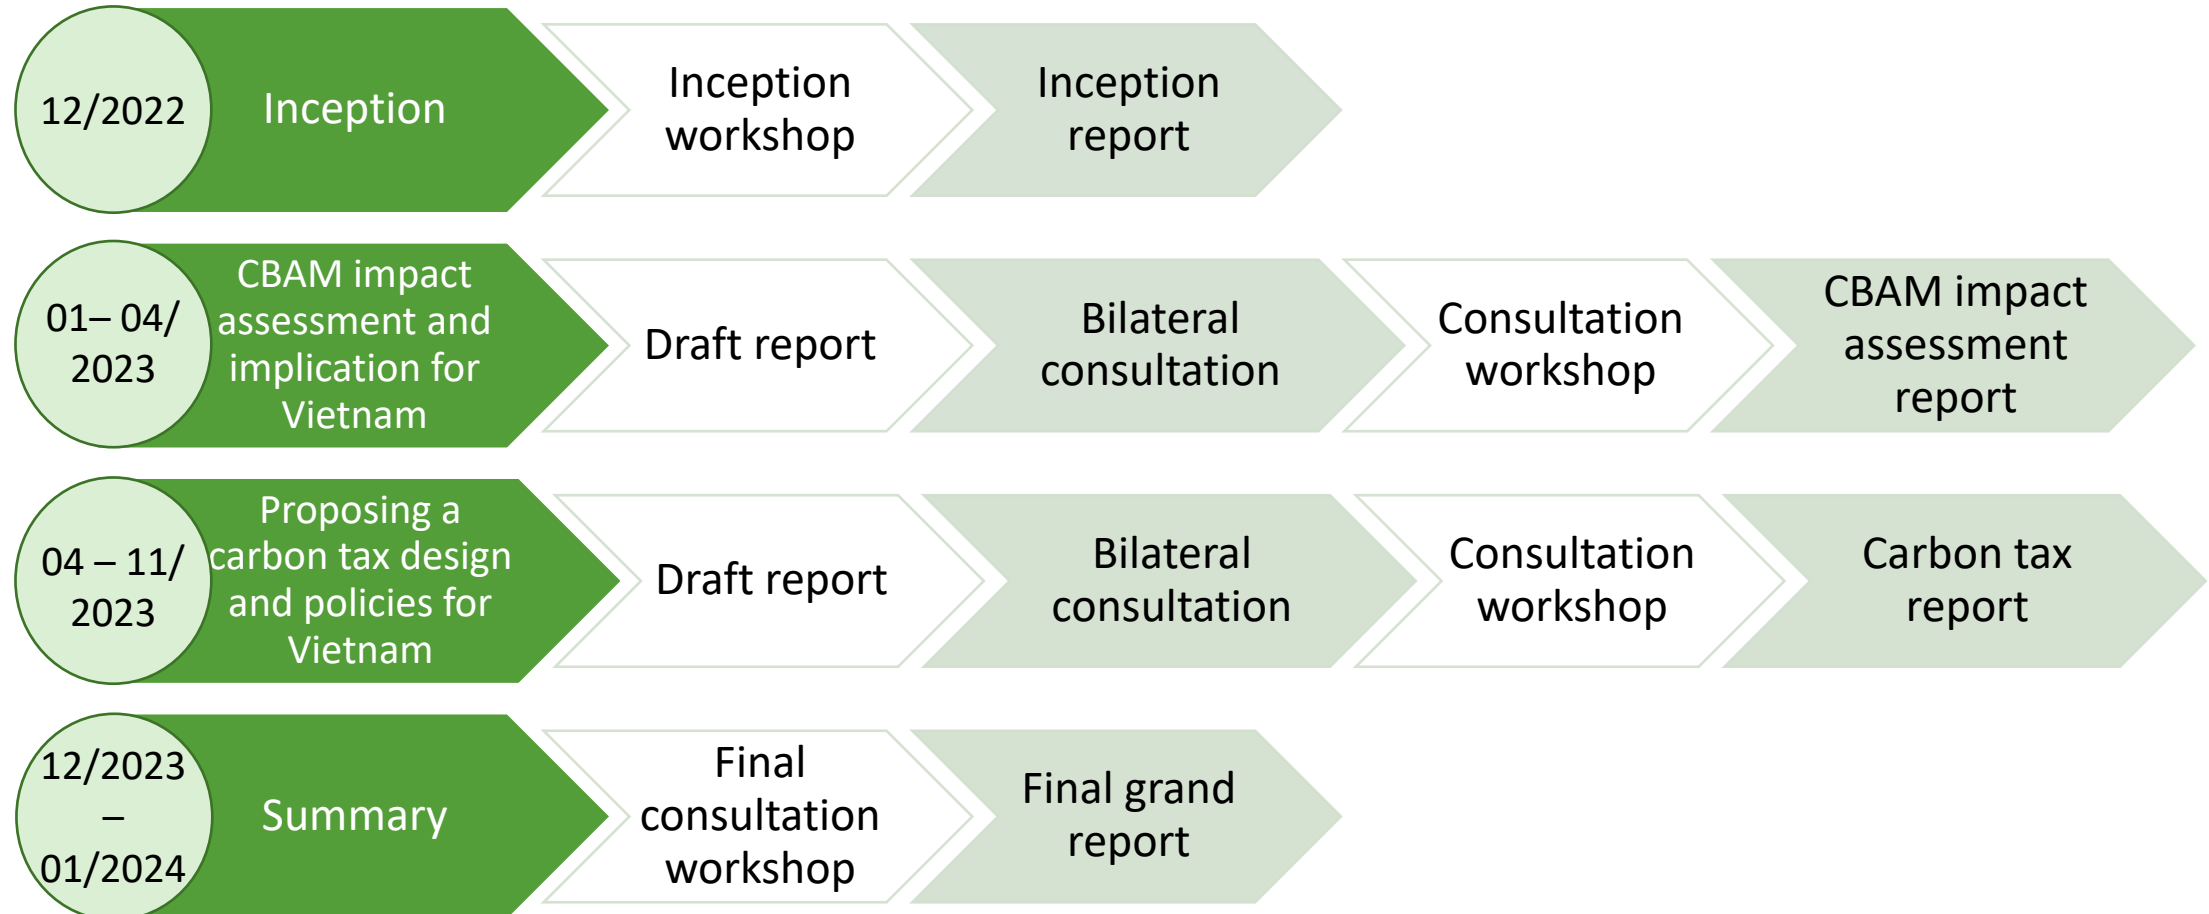 12/2022
Inception
Inception
workshop
Inception
report
01– 04/
2023
CBAM impact
assessment and
implication for
Vietnam
Draft report
Bilateral
consultation
Consultation
workshop
CBAM impact
assessment
report
04 – 11/
2023
Proposing a
carbon tax design
and policies for
Vietnam
Draft report
Bilateral
consultation
Consultation
workshop
Carbon tax
report
12/2023
–
01/2024
Summary
Final
consultation
workshop
Final grand
report